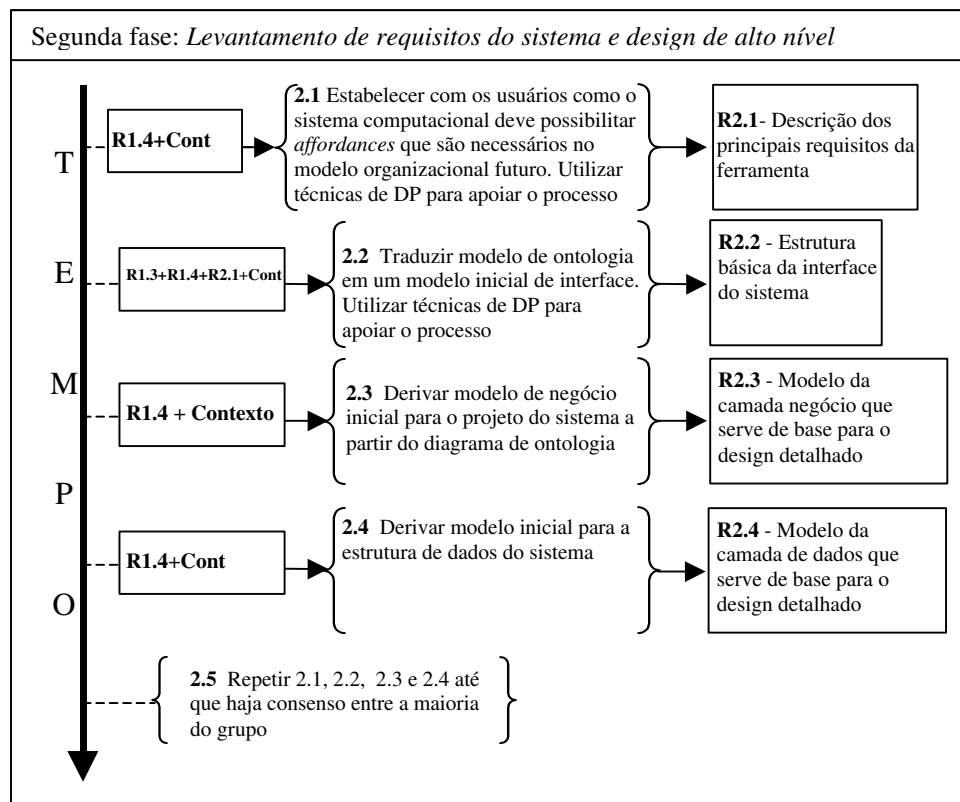 Segunda fase: Levantamento de requisitos do sistema e design de alto nível
T
E
M
P
O
R1.4+Cont
2.1 Estabelecer com os usuários como o
sistema computacional deve possibilitar
affordances que são necessários no
modelo organizacional futuro. Utilizar
técnicas de DP para apoiar o processo
R2.1- Descrição dos
principais requisitos da
ferramenta
R1.3+R1.4+R2.1+Cont
2.2 Traduzir modelo de ontologia
em um modelo inicial de interface.
Utilizar técnicas de DP para
apoiar o processo
R2.2 - Estrutura
básica da interface
do sistema
R1.4 + Contexto
2.3 Derivar modelo de negócio
inicial para o projeto do sistema a
partir do diagrama de ontologia
R2.3 - Modelo da
camada negócio que
serve de base para o
design detalhado
R1.4+Cont
2.4 Derivar modelo inicial para a
estrutura de dados do sistema
R2.4 - Modelo da
camada de dados que
serve de base para o
design detalhado
2.5 Repetir 2.1, 2.2, 2.3 e 2.4 até
que haja consenso entre a maioria
do grupo